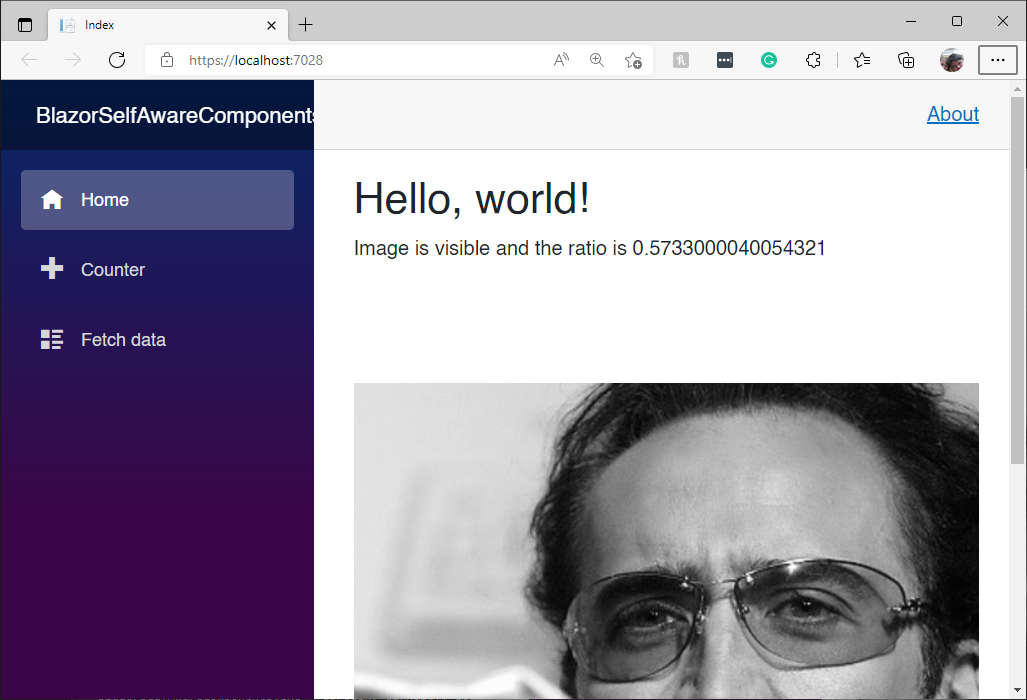 Index
https://localhost:7028
BlazorSelfAwareComponents
About
Home
Counter
Fetch data
Hello, world!
Image is visible and the ratio is 0.5733000040054321